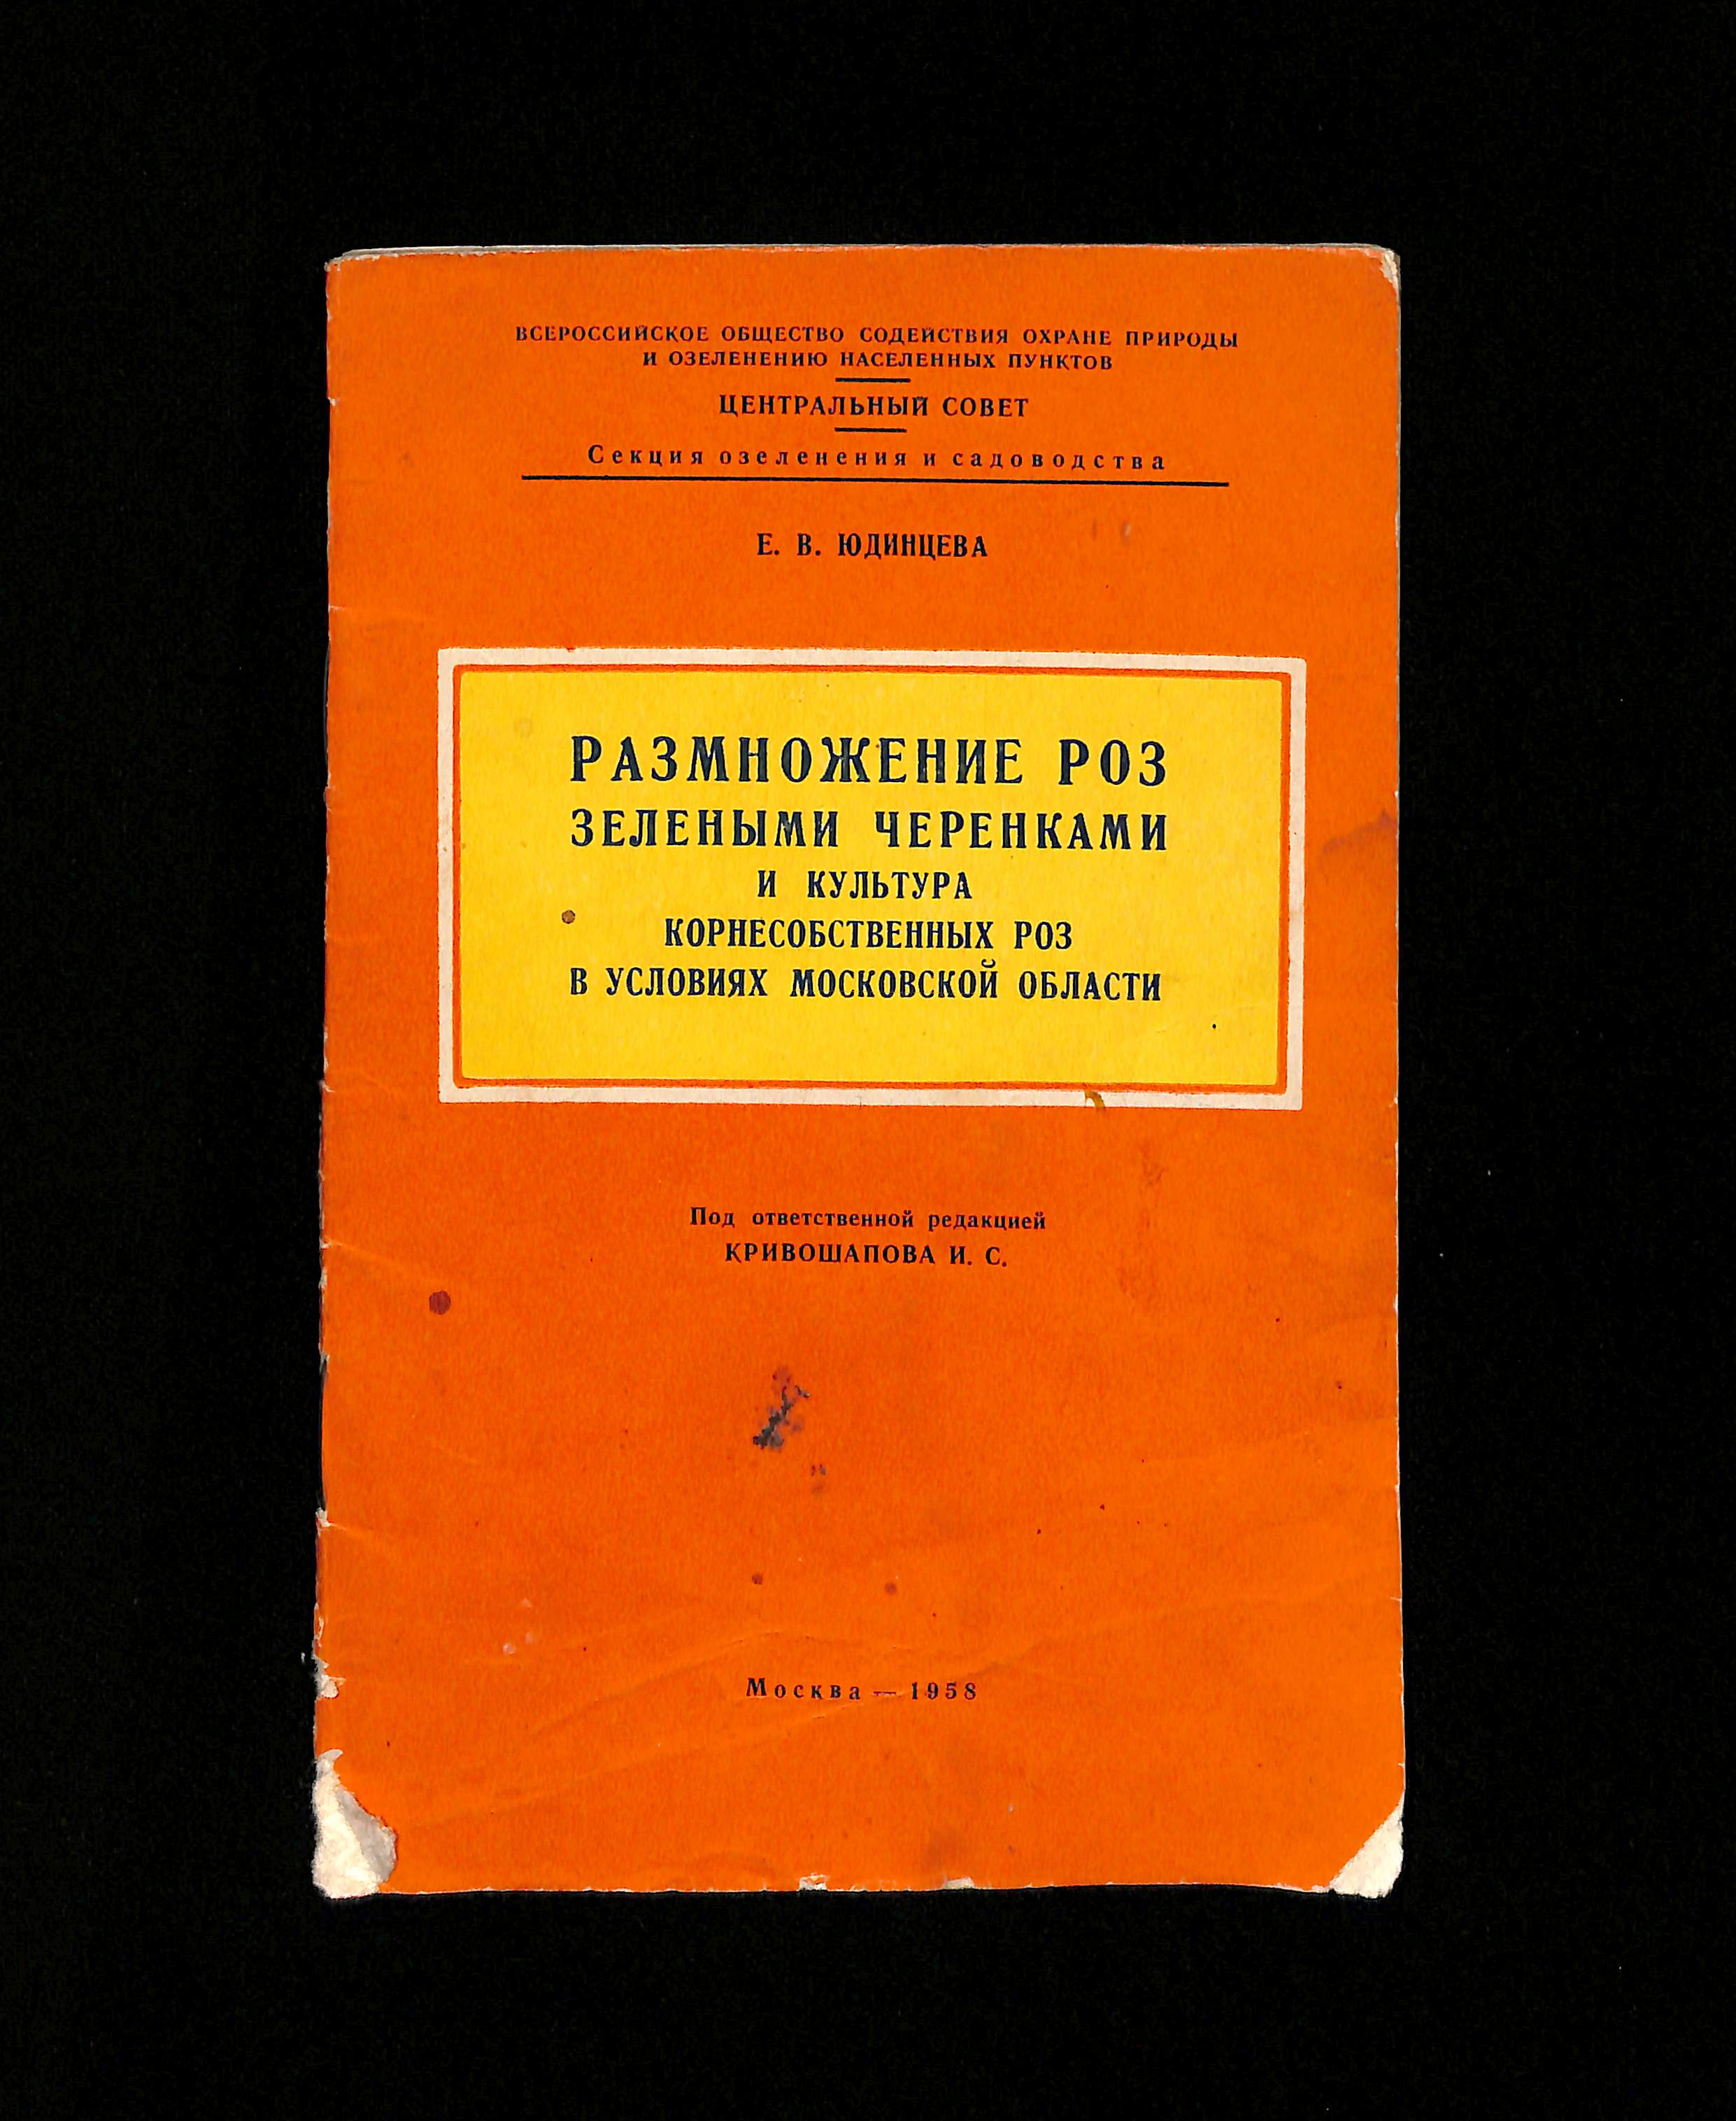 ВСЕРОССИЙСКОЕ ОБЩЕСТВО СОДЕЙСТВИЯ ОХРАНЕ ПРИРОДЫ
И ОЗЕЛЕНЕНИЮ НАСЕЛЕННЫХ ПУНКТОВ
ЦЕНТРАЛЬНЫЙ СОВЕТ
Секция озеленения и садоводства
Е. В. ЮДИНЦЕВА
РАЗМНОЖЕНИЕ РОЗ
ЗЕЛЕНЫМИ ЧЕРЕНКАМИ
И КУЛЬТУРА
КОРНЕСОБСТВЕННЫХ РОЗ
В УСЛОВИЯХ МОСКОВСКОЙ ОБЛАСТИ
Под ответственной редакцией
КРИВОШАПОВА И. С.
Москва — 1958